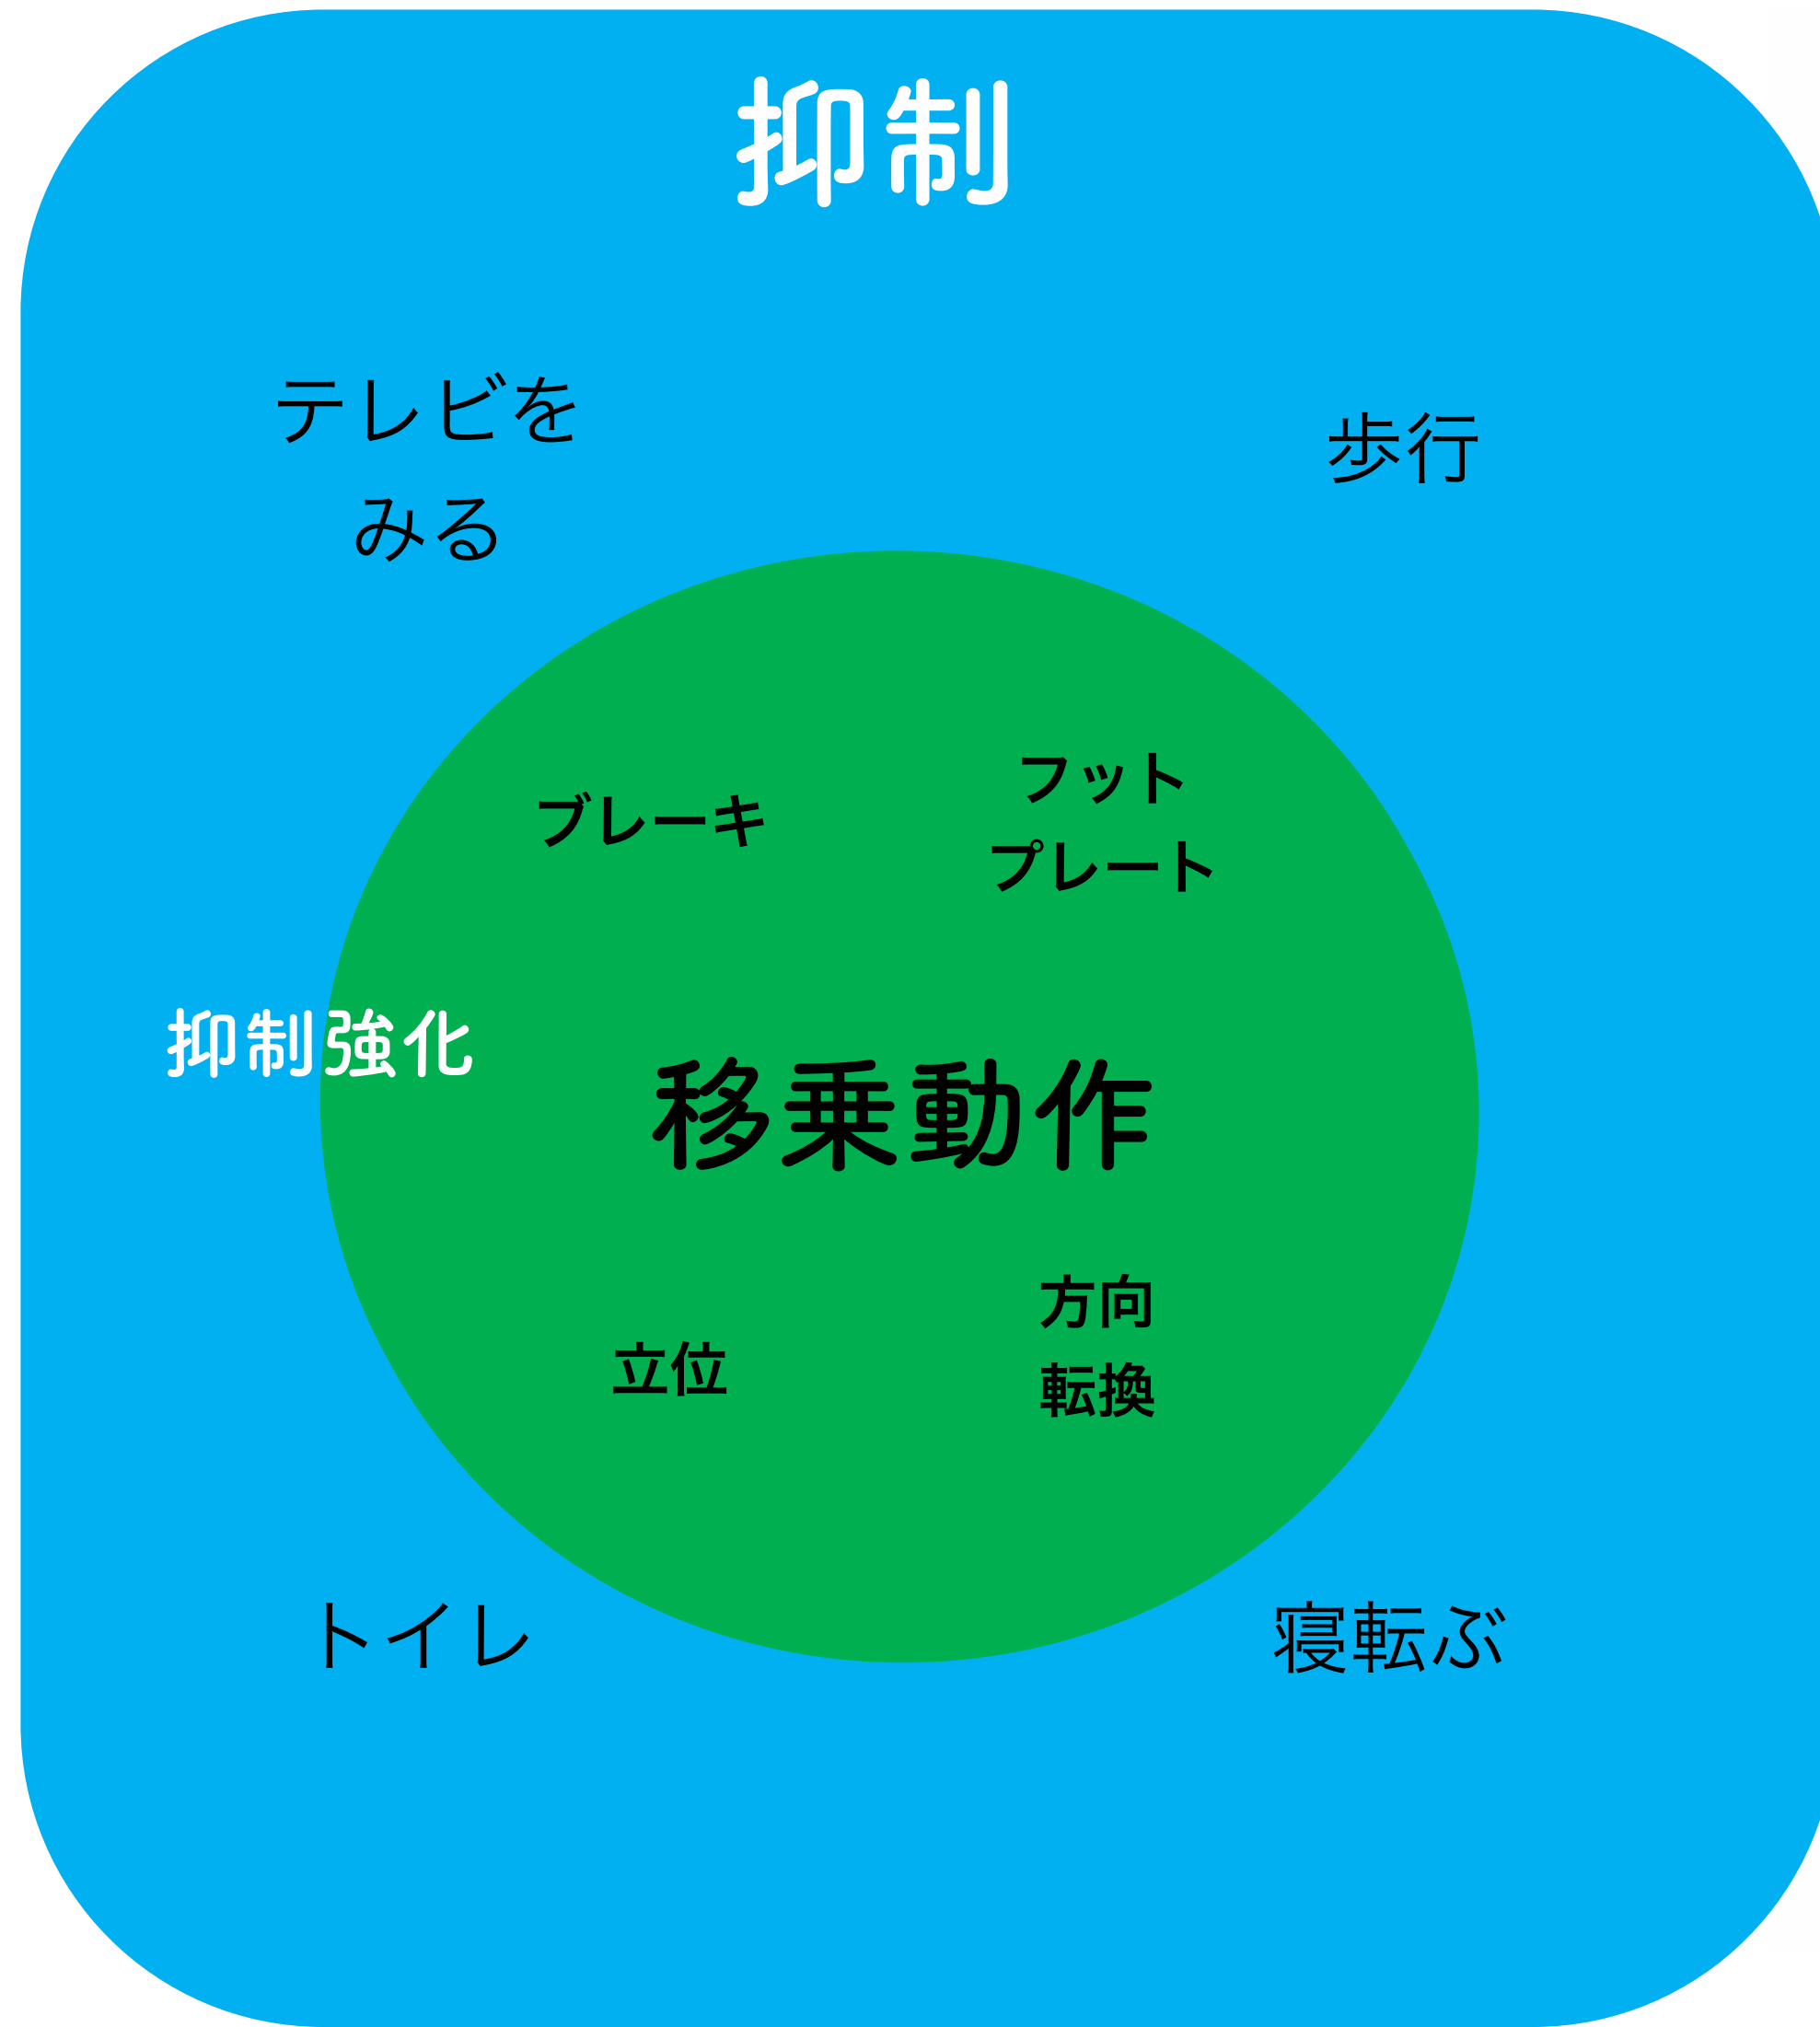 抑制
テレビを
みる
歩行
ブレーキ
フット
プレート
抑制強化
移乗動作
立位
方向
転換
トイレ
寝転ぶ